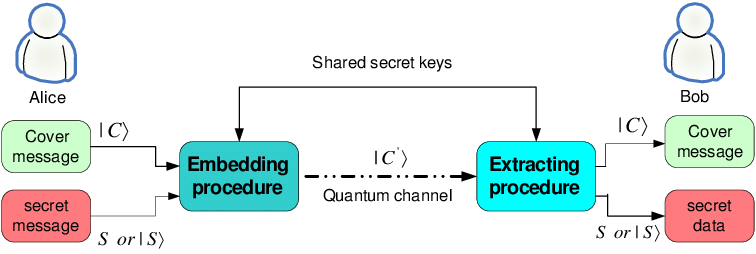 Shared secret keys
Alice
Bob
Cover
message
|C⟩
Embedding
procedure
|C'⟩
Quantum channel
Extracting
procedure
|C⟩
Cover
message
secret
message
S or |S⟩
S or |S⟩
secret
data